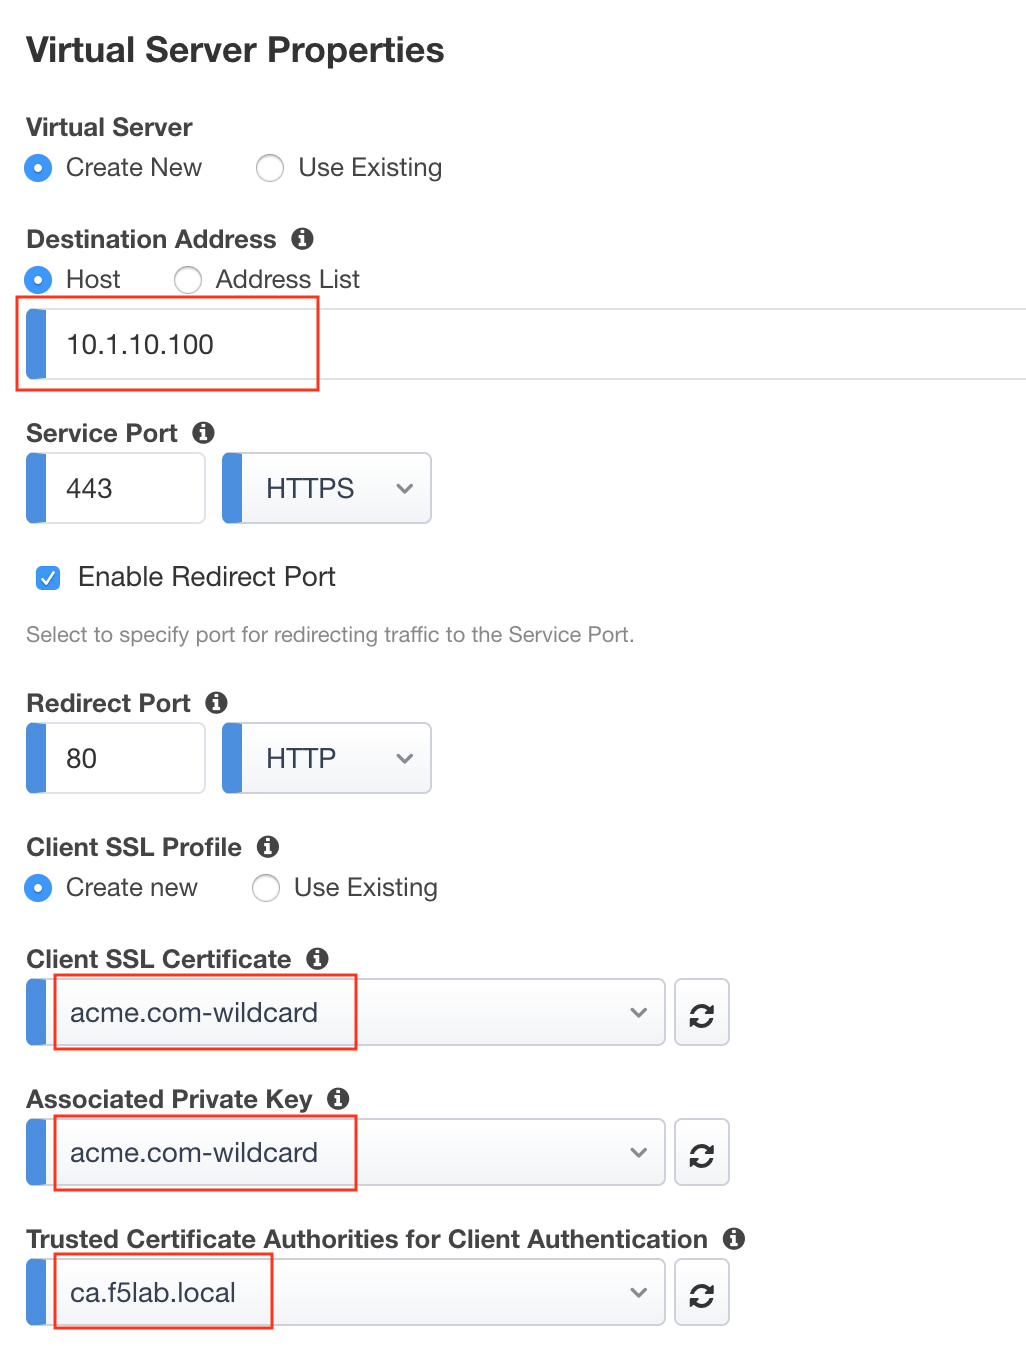 Virtual Server Properties
Virtual Server
Create New Use Existing
Destination Address
Host Address List
10.1.10.100
Service Port
443 HTTPS
Enable Redirect Port
Select to specify port for redirecting traffic to the Service Port.
Redirect Port
80 HTTP
Client SSL Profile
Create new Use Existing
Client SSL Certificate
acme.com-wildcard
Associated Private Key
acme.com-wildcard
Trusted Certificate Authorities for Client Authentication
ca.f5lab.local